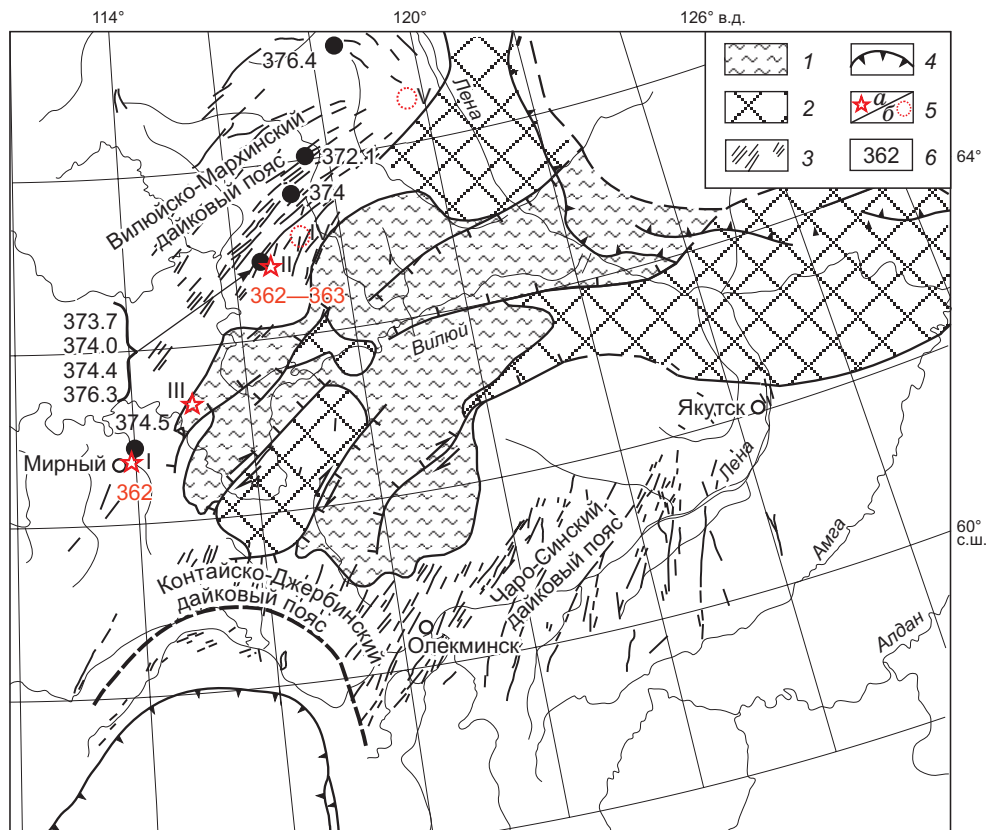 114°
120°
126° в.д.
376.4
Лена
1
4
2
а
б
5
3
362
6
64°
Вилюйско-Мархинский
дайковый пояс
372.1
374
II
362—363
373.7
374.0
374.4
376.3
Вилюй
III
374.5
Якутск
Мирный
I
362
Лена
60°
с.ш.
Амга
Чаро-Синский
дайковый пояс
Контайско-Джербинский
дайковый пояс
Олекминск
Алдан